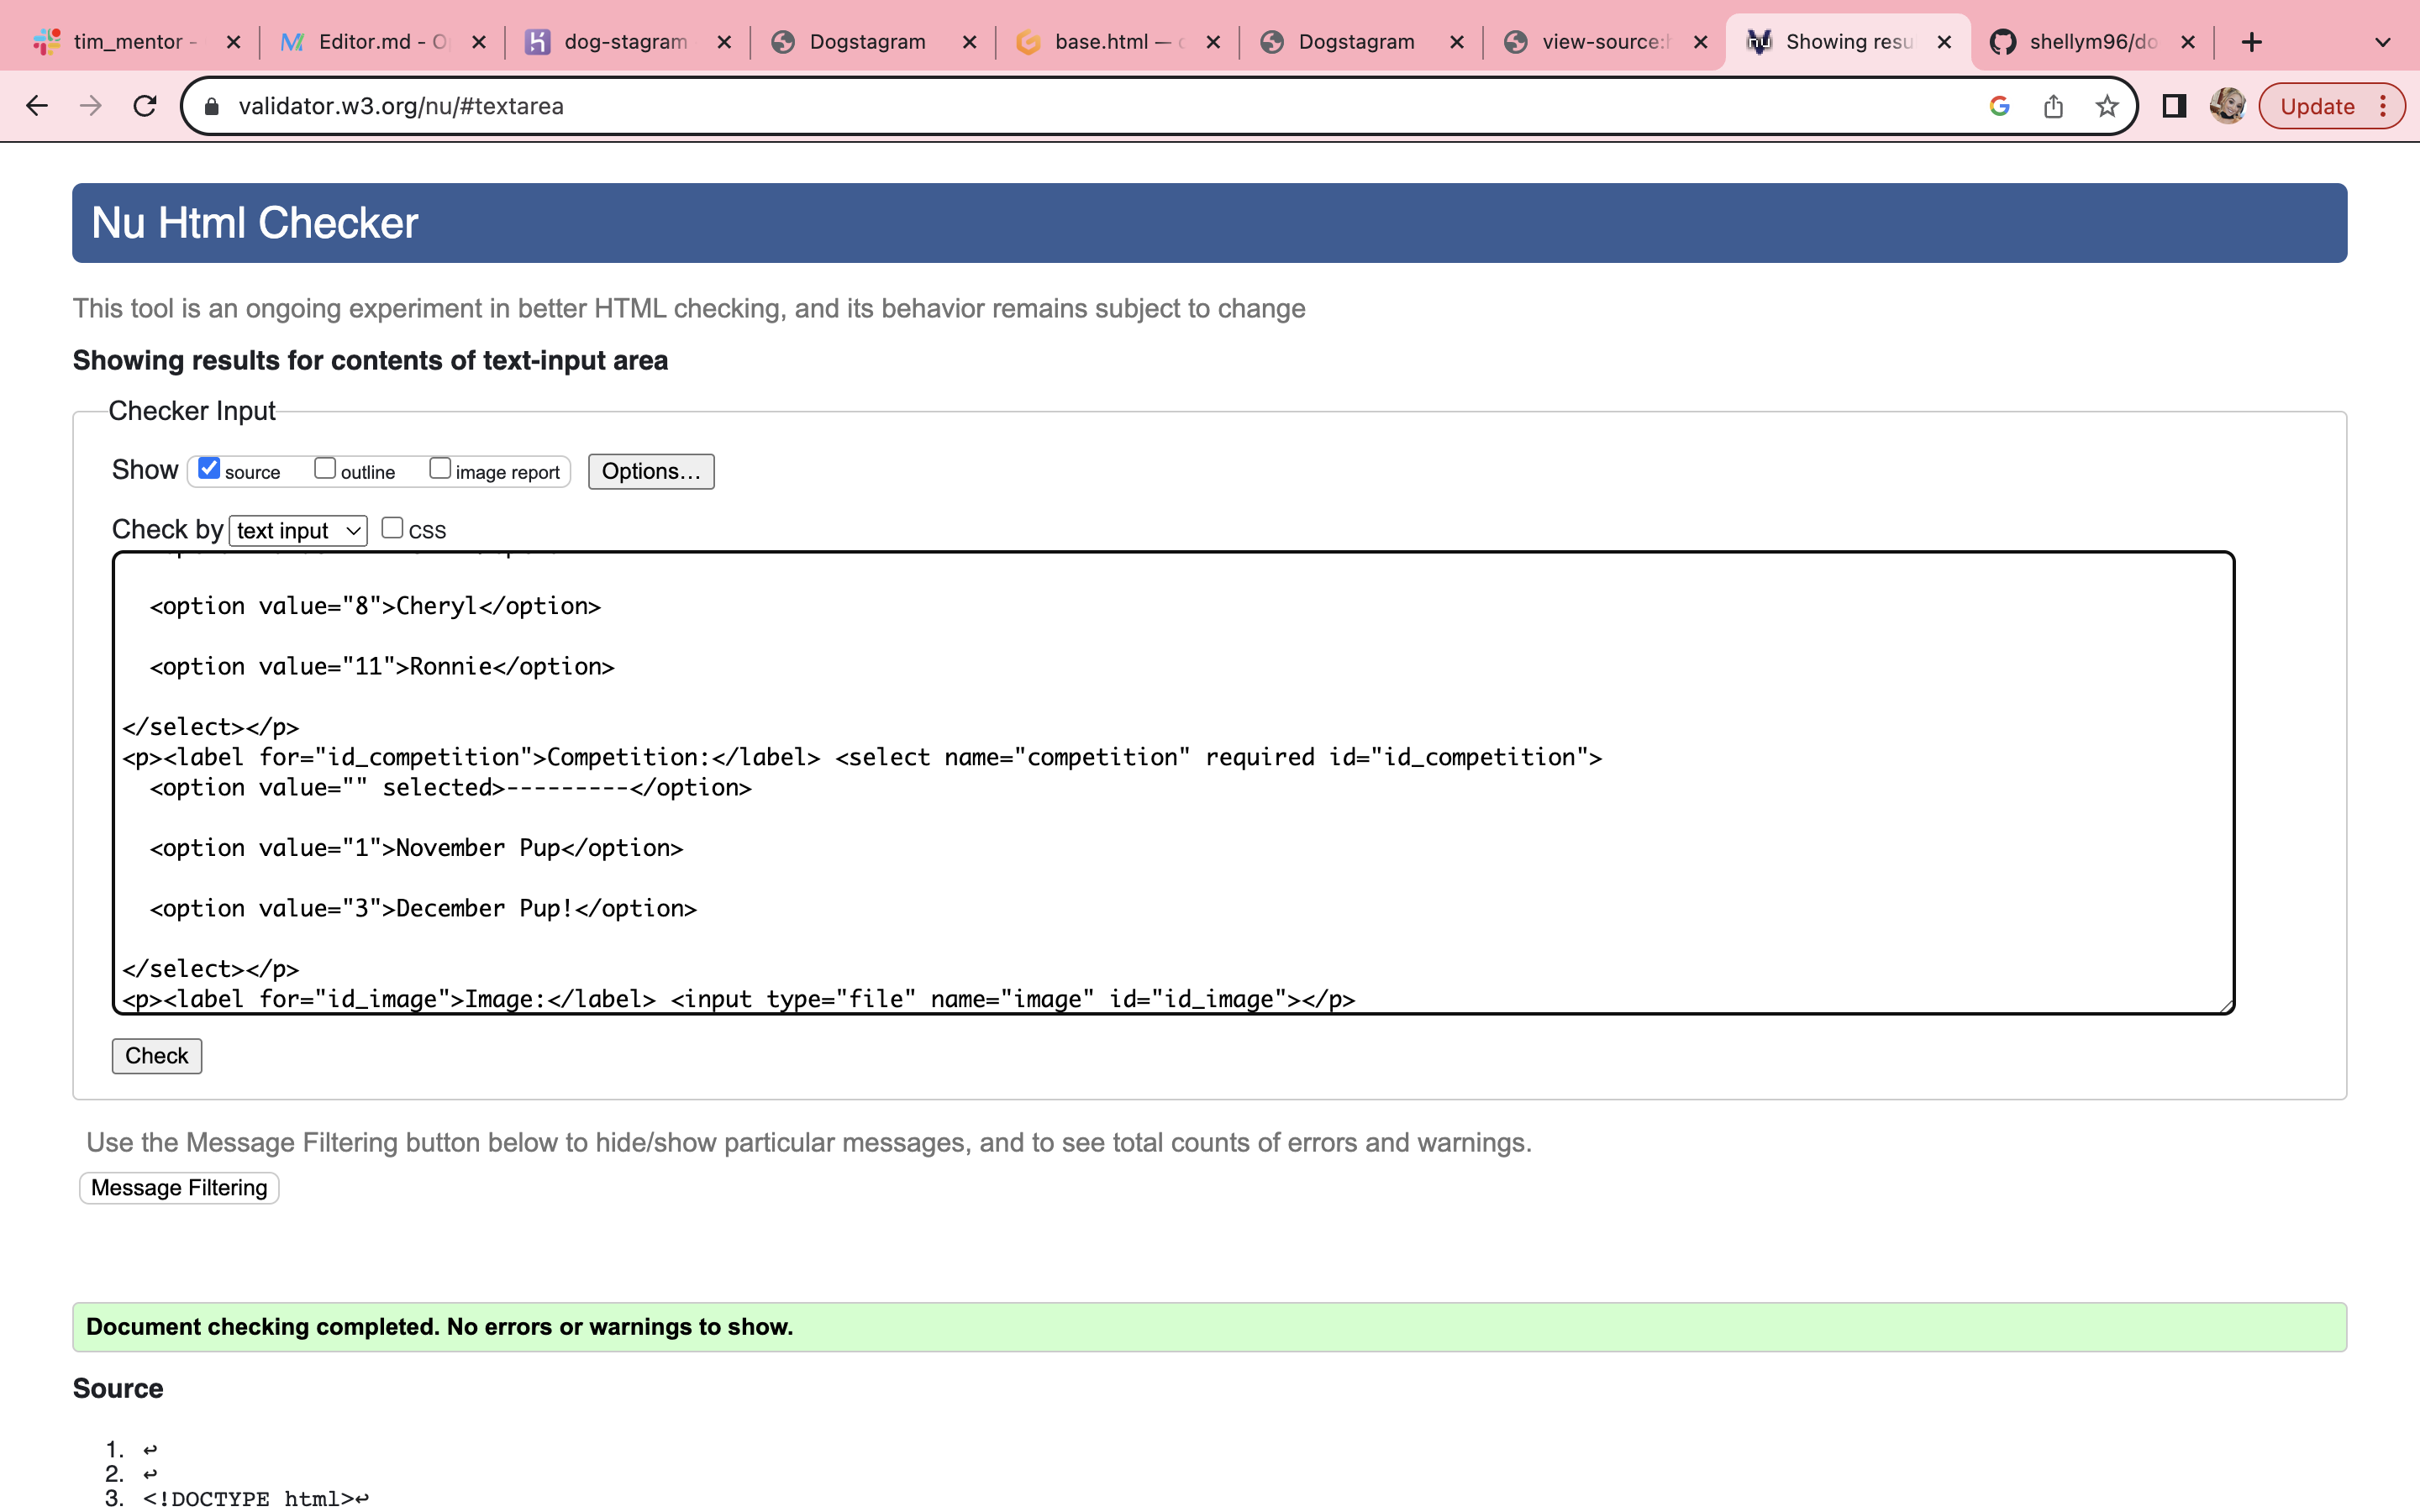 tim_mentor -
Editor.md - O
dog-stagram
Dogstagram
base.html —
Dogstagram
view-source:h
Showing resu
shellym96/do
validator.w3.org/nu/#textarea
Update
Nu Html Checker
This tool is an ongoing experiment in better HTML checking, and its behavior remains subject to change
Showing results for contents of text-input area
Checker Input
Show source outline image report Options...
Check by text input CSS
<option value="8">Cheryl</option>
<option value="11">Ronnie</option>
</select></p>
<p><label for="id_competition">Competition:</label> <select name="competition" required id="id_competition">
<option value="" selected>---------</option>
<option value="1">November Pup</option>
<option value="3">December Pup!</option>
</select></p>
<p><label for="id_image">Image:</label> <input type="file" name="image" id="id_image"></p>
Check
Use the Message Filtering button below to hide/show particular messages, and to see total counts of errors and warnings.
Message Filtering
Document checking completed. No errors or warnings to show.
Source
1. ↩
2. ↩
3. <!DOCTYPE html>↩